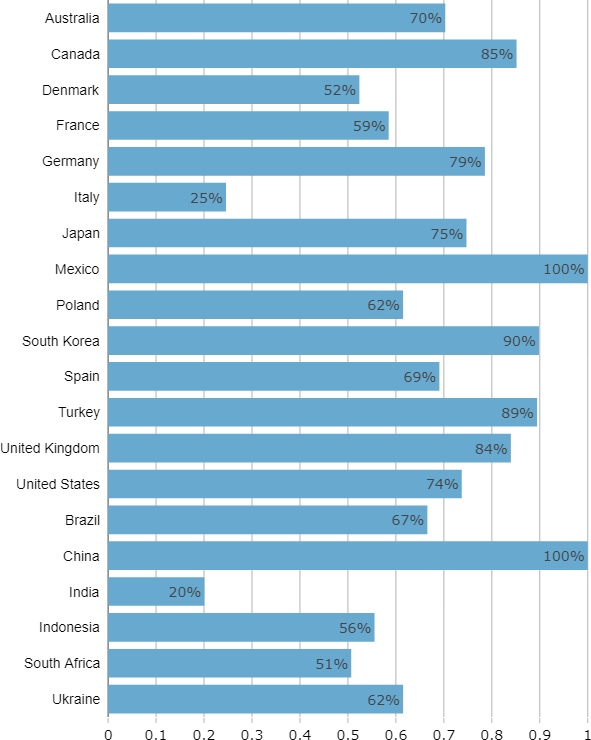 Australia 70%
Canada 85%
Denmark 52%
France 59%
Germany 79%
Italy 25%
Japan 75%
Mexico 100%
Poland 62%
South Korea 90%
Spain 69%
Turkey 89%
United Kingdom 84%
United States 74%
Brazil 67%
China 100%
India 20%
Indonesia 56%
South Africa 51%
Ukraine 62%
0 0.1 0.2 0.3 0.4 0.5 0.6 0.7 0.8 0.9 1